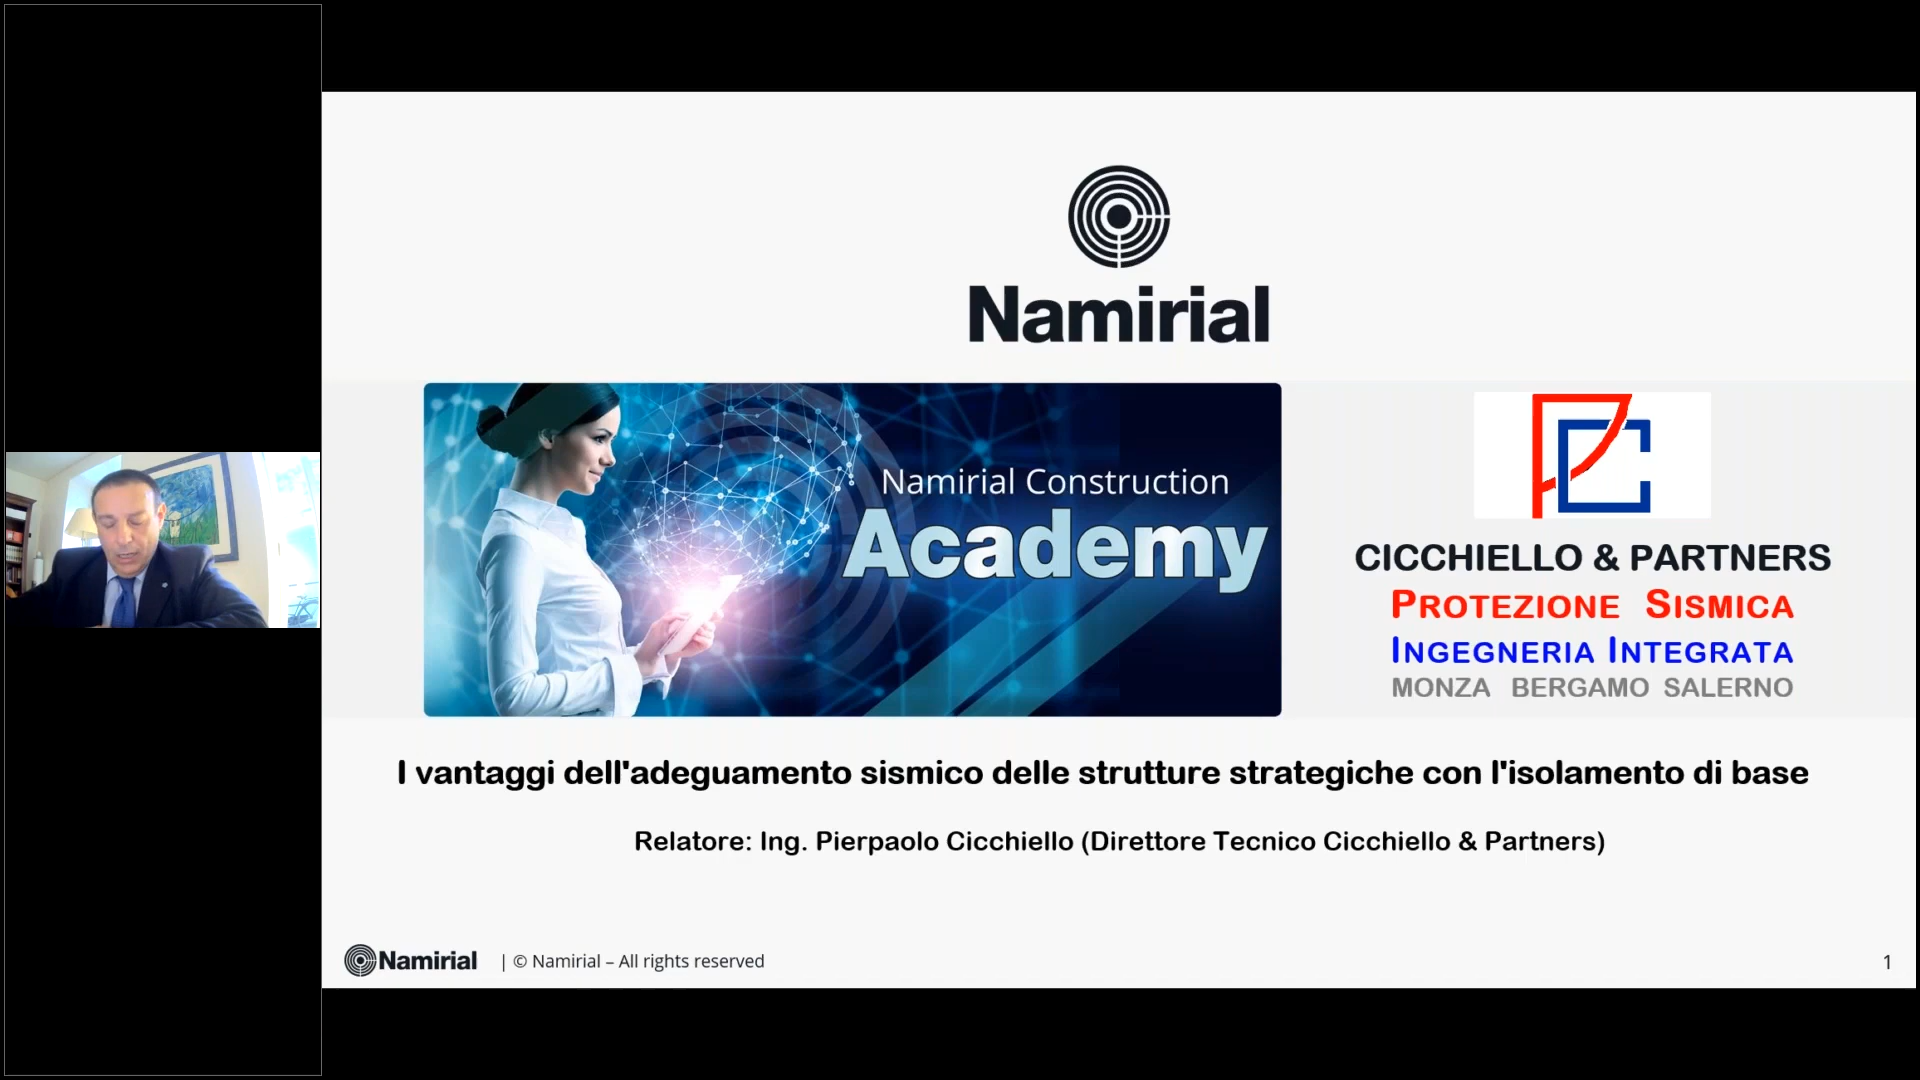 Namirial
Namirial Construction
Academy
CICCHIELLO & PARTNERS
PROTEZIONE SISMICA
INGEGNERIA INTEGRATA
MONZA BERGAMO SALERNO
I vantaggi dell'adeguamento sismico delle strutture strategiche con l'isolamento di base
Relatore: Ing. Pierpaolo Cicchiello (Direttore Tecnico Cicchiello & Partners)
Namirial | © Namirial – All rights reserved
1